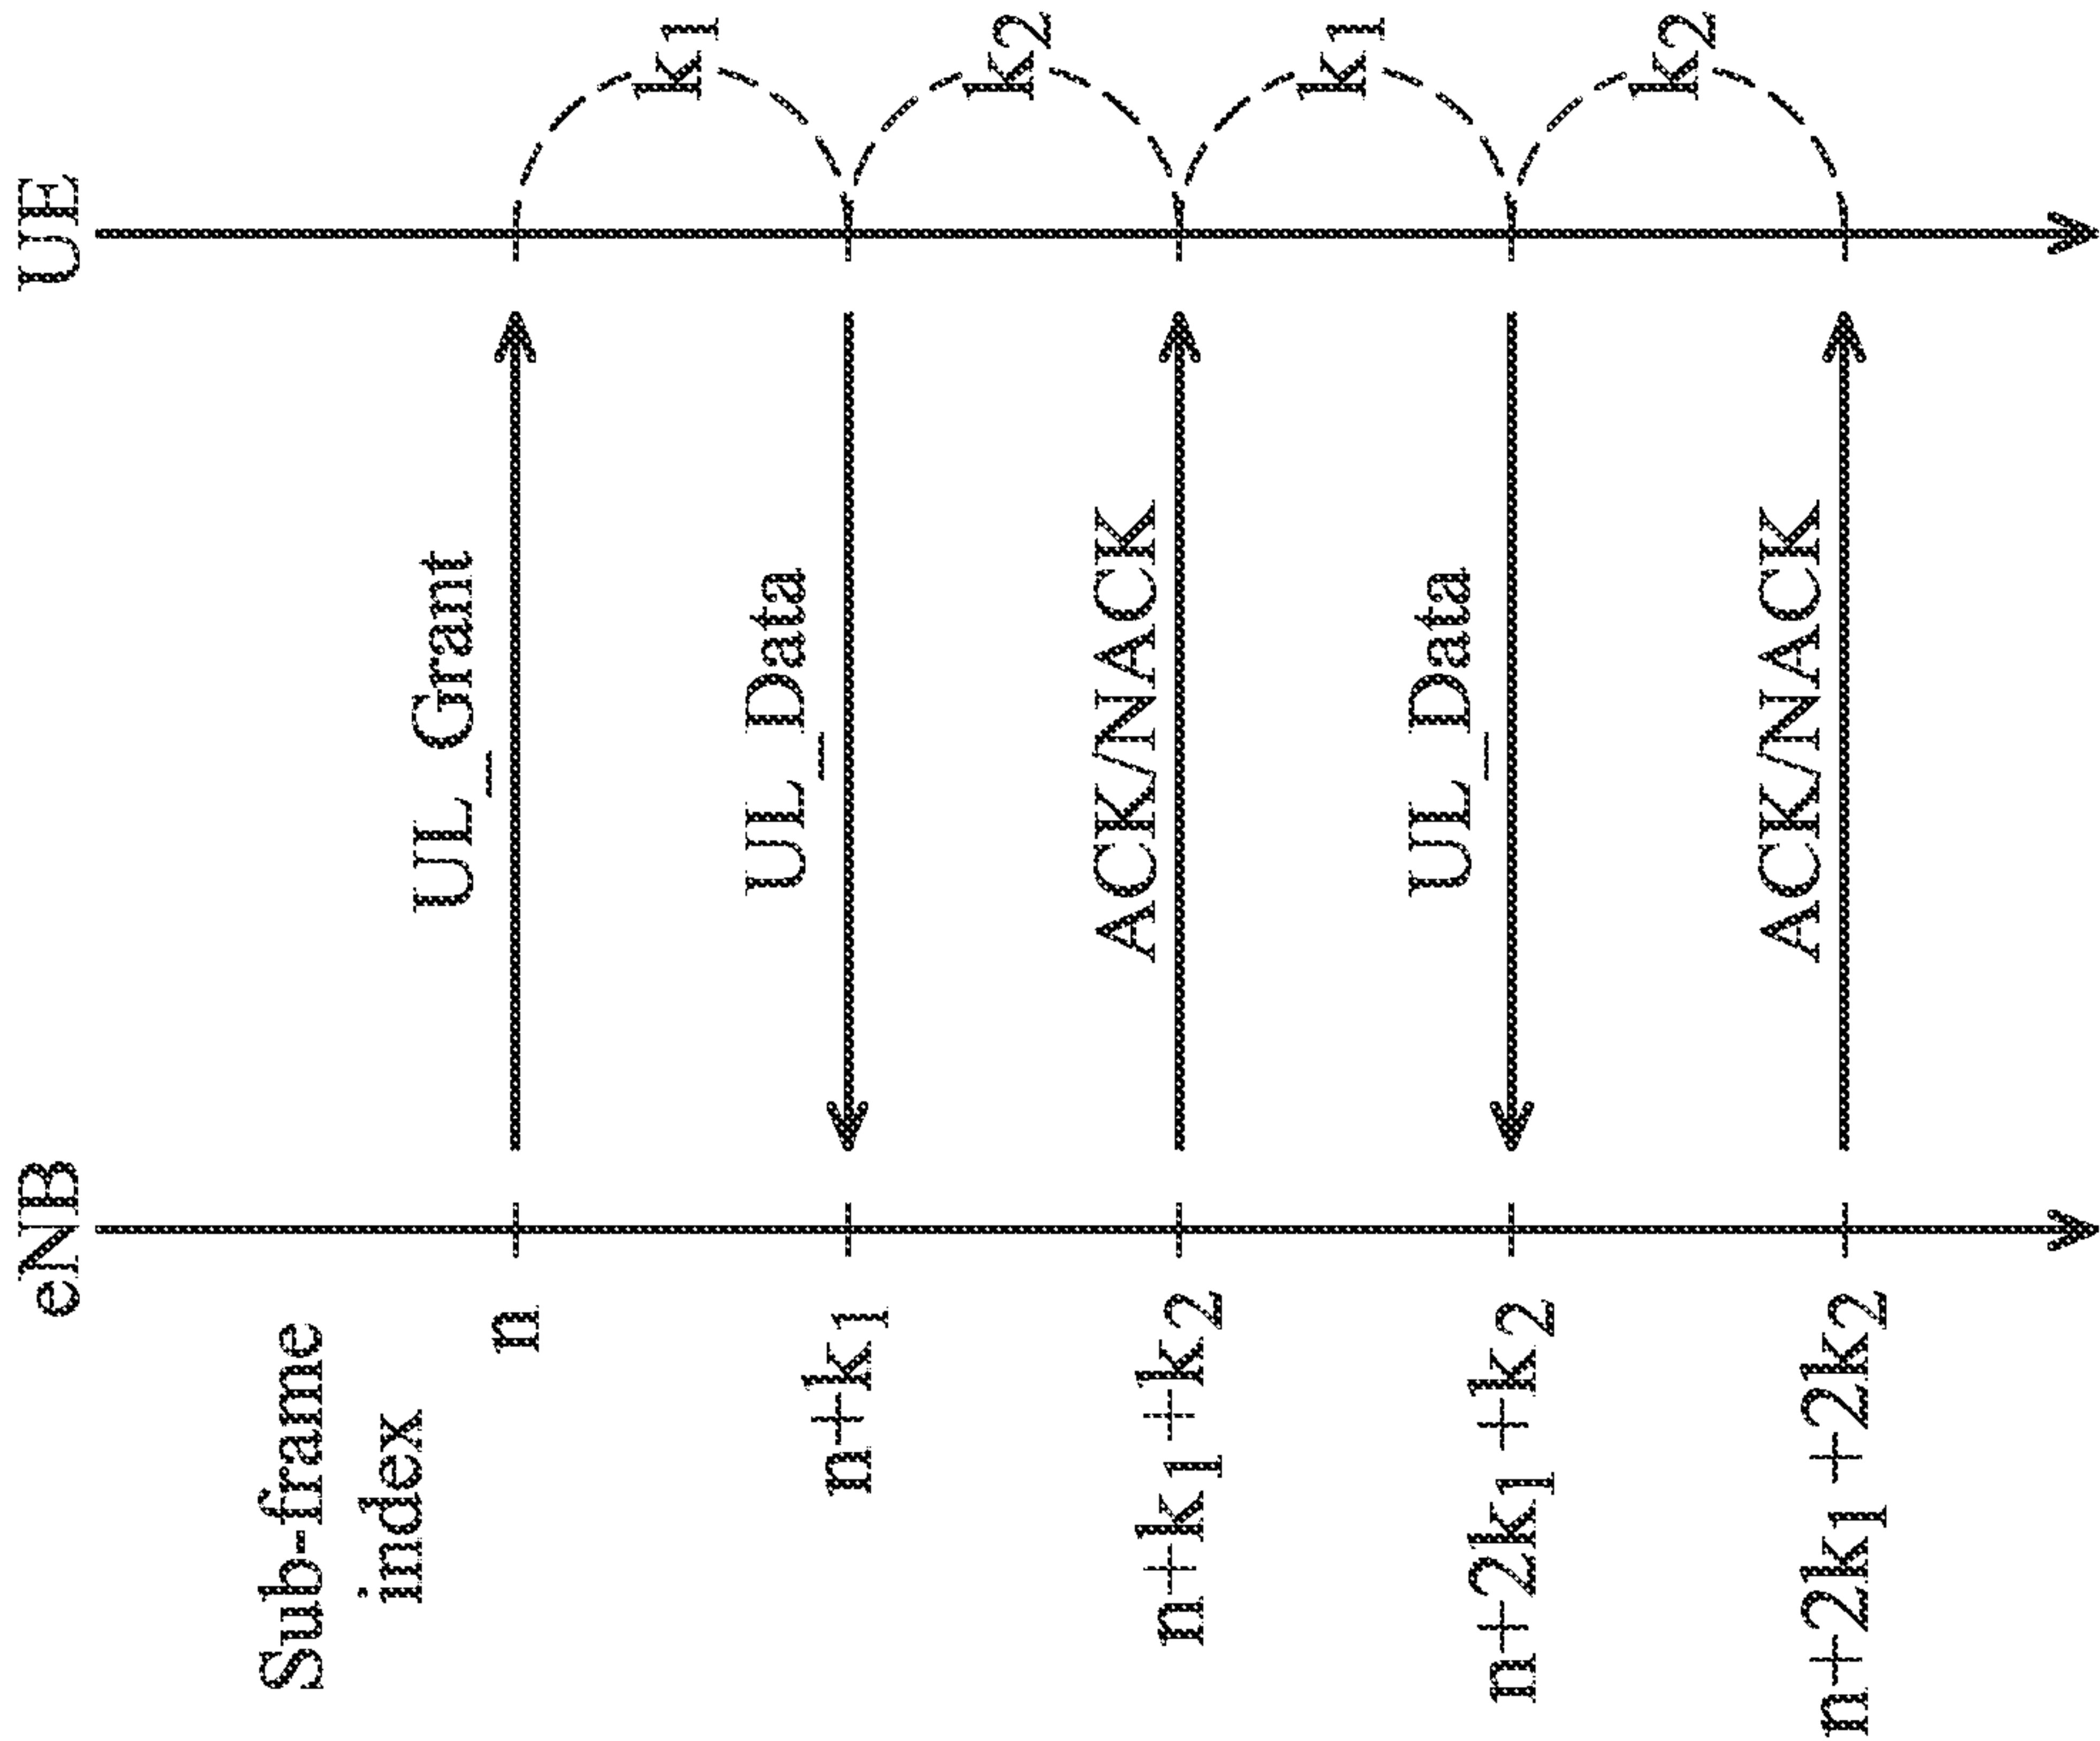 eNB
UE
Sub-frame
index
n
UL_Grant
k1
n+k1
UL_Data
k2
n+k1+k2
ACK/NACK
k1
n+2k1+k2
UL_Data
k2
n+2k1+2k2
ACK/NACK